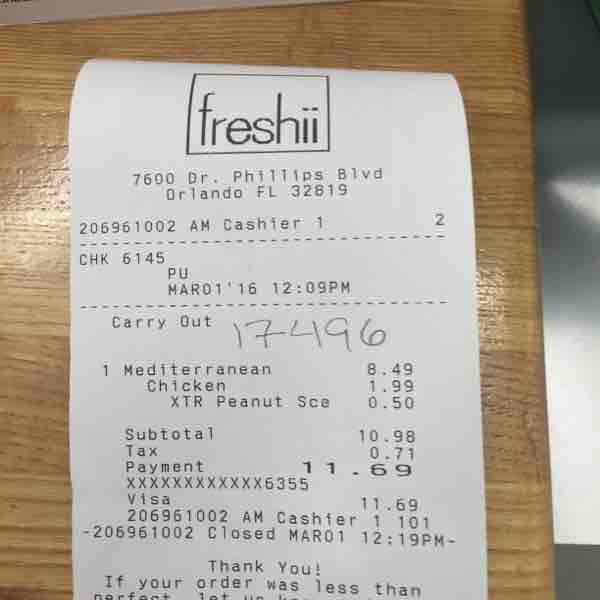 freshii
7600 Dr. Phillips Blvd
Orlando FL 32819
206961002 AM Cashier 1 2
CHK 6145
PU
MAR01'16 12:09PM
Carry Out 17496
1 Mediterranean 8.49
Chicken 1.99
XTR Peanut Sce 0.50
Subtotal 10.98
Tax 0.71
Payment 11.69
XXXXXXXXXXXX6355
Visa 11.69
206961002 AM Cashier 1 101
-206961002 Closed MAR01 12:19PM-
Thank You!
If your order was less than
perfect, let us